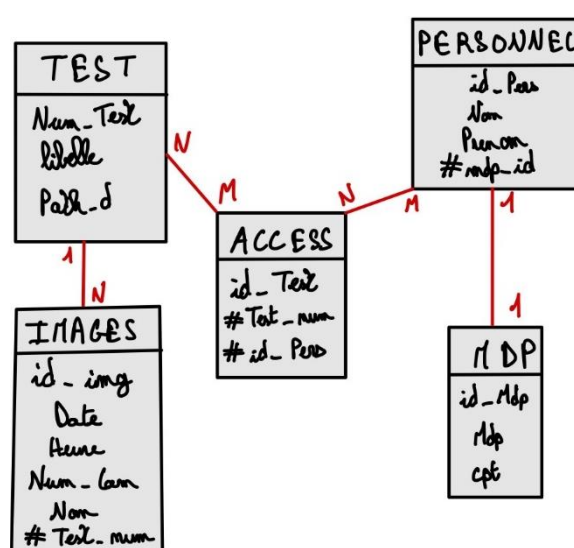 TEST
Num_Test
libelle
Path_d
N
M
1
N
IMAGES
id_img
Date
Heure
Num_Cam
Nom
# Test_num
ACCESS
id_Test
# Test_num
# id_Pers
N
M
PERSONNEL
id_Pers
Nom
Prenom
# mdp_id
1
1
MDP
id_Mdp
Mdp
cpt